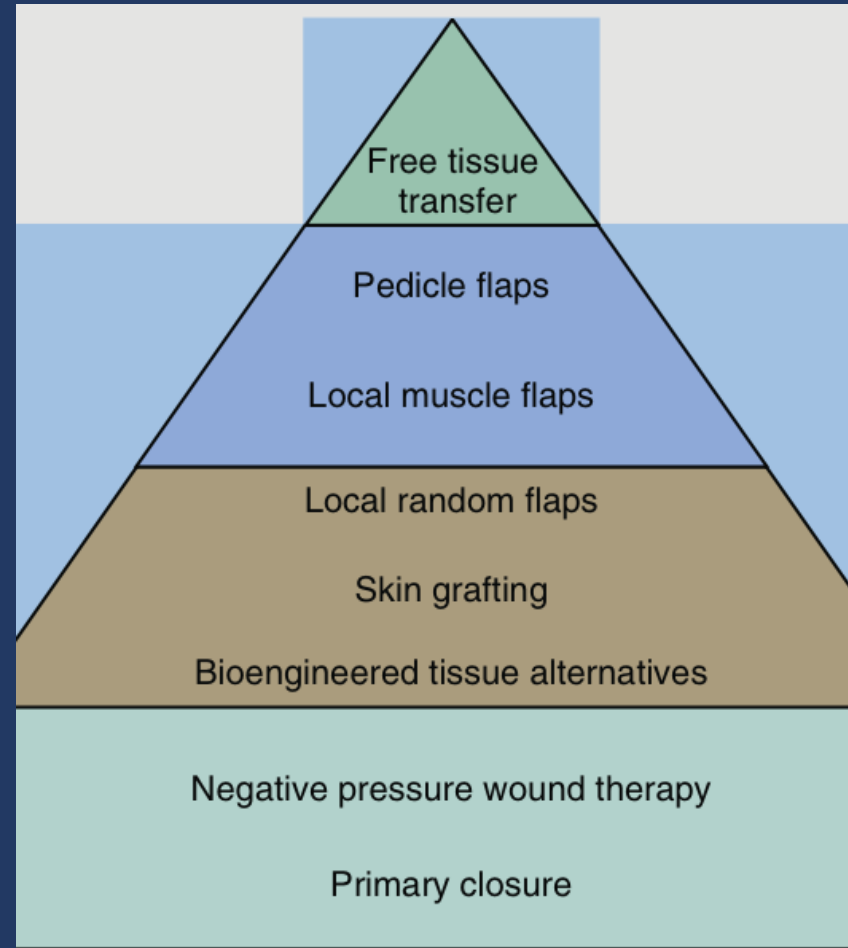 Free tissue
transfer
Pedicle flaps
Local muscle flaps
Local random flaps
Skin grafting
Bioengineered tissue alternatives
Negative pressure wound therapy
Primary closure